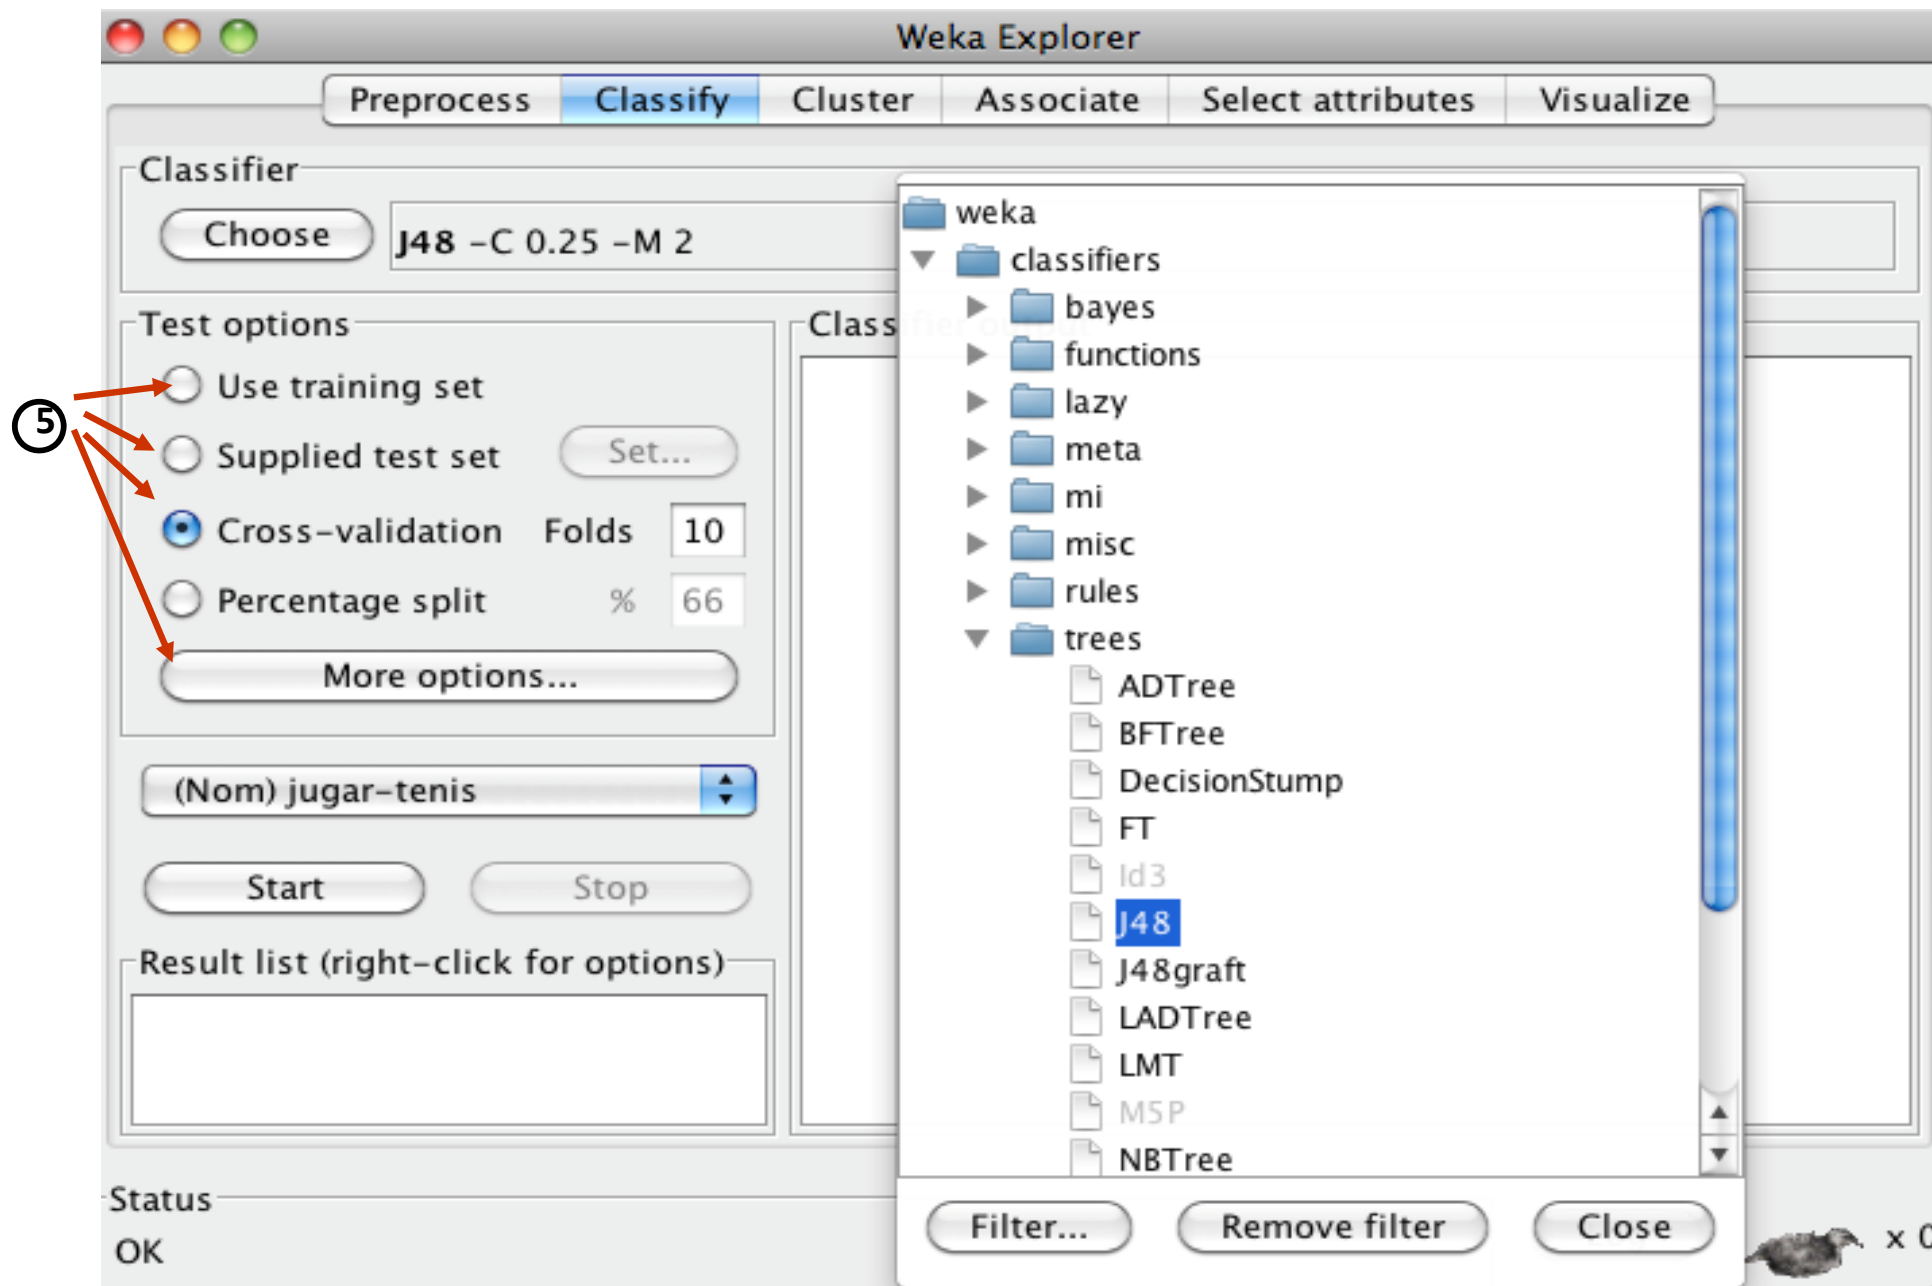 Weka Explorer
Preprocess Classify Cluster Associate Select attributes Visualize
Classifier
Choose J48 -C 0.25 -M 2
Test options
5
Use training set
Supplied test set Set...
Cross-validation Folds 10
Percentage split % 66
More options...
(Nom) jugar-tenis
Start Stop
Result list (right-click for options)
Classifier output
weka
classifiers
bayes
functions
lazy
meta
mi
misc
rules
trees
ADTree
BFTree
DecisionStump
FT
Id3
J48
J48graft
LADTree
LMT
M5P
NBTree
Filter... Remove filter Close
Status
OK
x 0